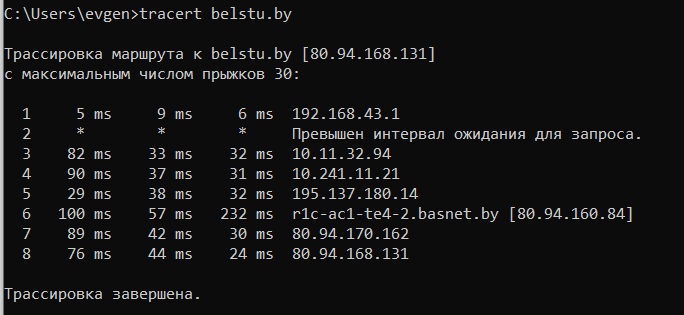 C:\Users\evgen>tracert belstu.by
Трассировка маршрута к belstu.by [80.94.168.131]
с максимальным числом прыжков 30:
1 5 ms 9 ms 6 ms 192.168.43.1
2 * * * Превышен интервал ожидания для запроса.
3 82 ms 33 ms 32 ms 10.11.32.94
4 90 ms 37 ms 31 ms 10.241.11.21
5 29 ms 38 ms 32 ms 195.137.180.14
6 100 ms 57 ms 232 ms r1c-ac1-te4-2.basnet.by [80.94.160.84]
7 89 ms 42 ms 30 ms 80.94.170.162
8 76 ms 44 ms 24 ms 80.94.168.131
Трассировка завершена.